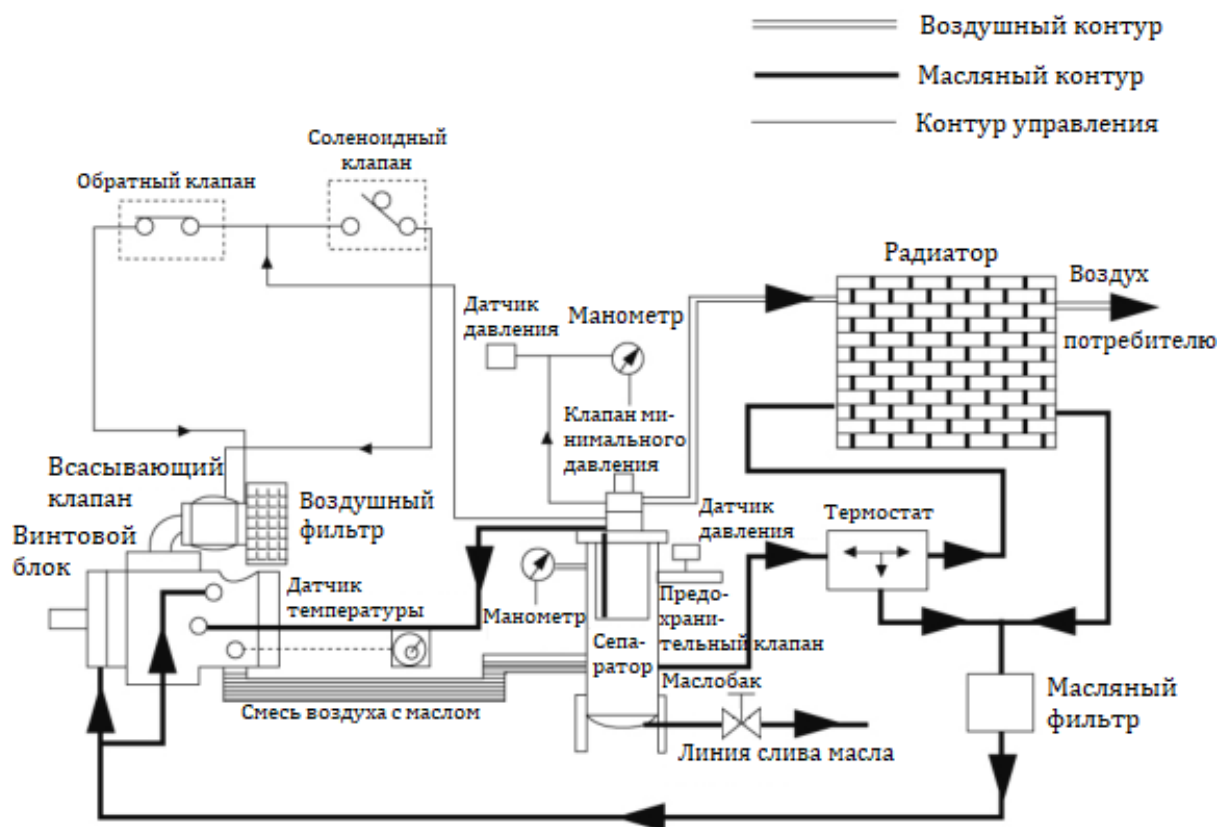 Воздушный контур
Масляный контур
Контур управления
Соленоидный
клапан
Обратный клапан
Радиатор
Воздух
потребителю
Датчик
давления
Манометр
Клапан ми-
нимального
давления
Всасывающий
клапан
Воздушный
фильтр
Винтовой
блок
Датчик
давления
Термостат
Датчик
температуры
Манометр
Предо-
хранi-
тельный клапан
Сепа-
ратор
Маслобак
Масляный
фильтр
Смесь воздуха с маслом
Линия слива масла